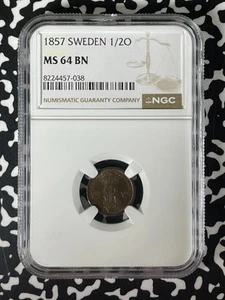 1857 SWEDEN 1/2O
MS 64 BN
8224457-038
NUMISMATIC GUARANTY COMPANY
NGC